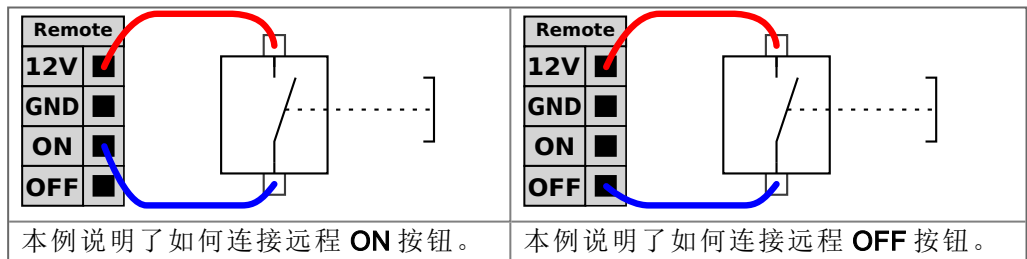 Remote
12V
GND
ON
OFF
本例说明了如何连接远程 ON 按钮。
Remote
12V
GND
ON
OFF
本例说明了如何连接远程 OFF 按钮。